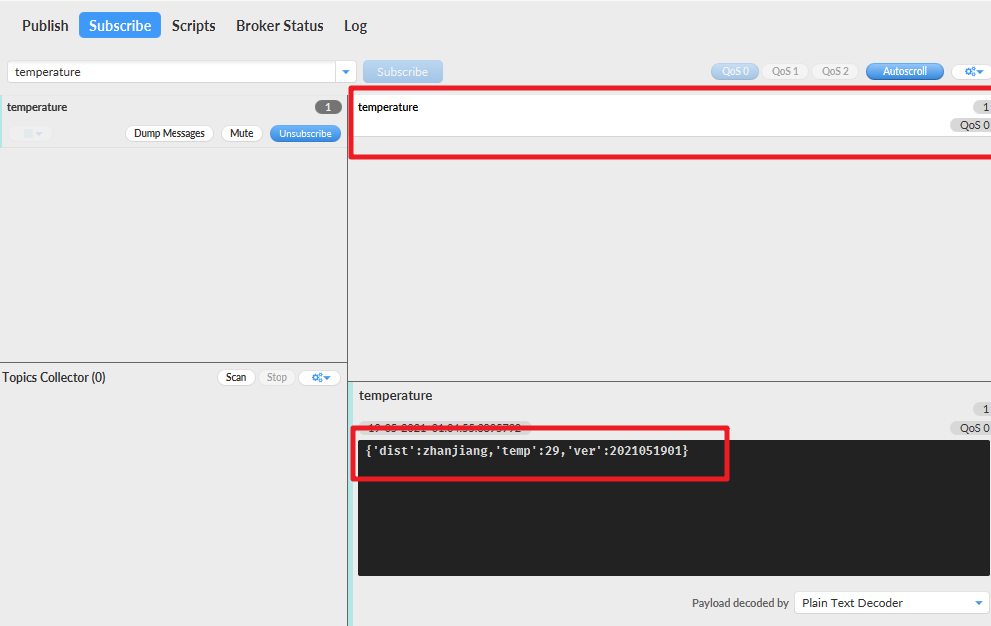 Publish Subscribe Scripts Broker Status Log
temperature Subscribe QoS 0 QoS 1 QoS 2 Autoscroll
temperature 1
Dump Messages Mute Unsubscribe
temperature 1
QoS 0
Topics Collector (0) Scan Stop
temperature
1
QoS 0
{'dist':zhanjiang,'temp':29,'ver':2021051901}
Payload decoded by Plain Text Decoder